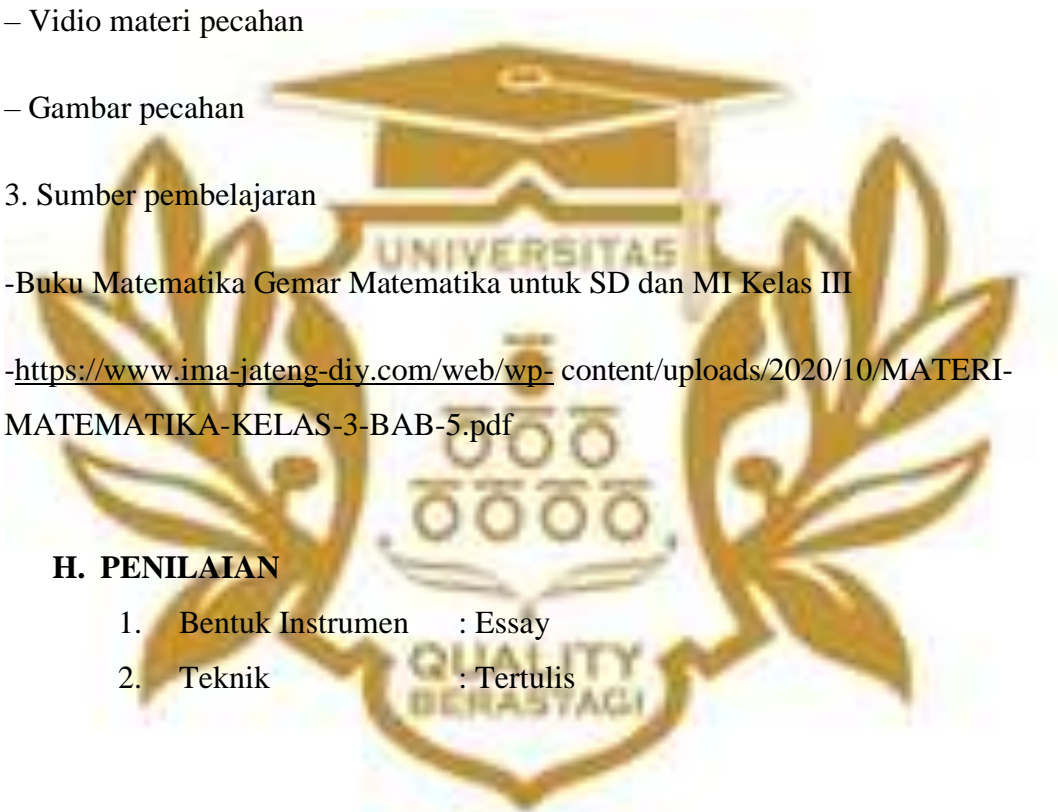 – Vidio materi pecahan
– Gambar pecahan
3. Sumber pembelajaran
UNIVERSITAS
-Buku Matematika Gemar Matematika untuk SD dan MI Kelas III
-https://www.ima-jateng-diy.com/web/wp- content/uploads/2020/10/MATERI-
MATEMATIKA-KELAS-3-BAB-5.pdf
H. PENILAIAN
1. Bentuk Instrumen : Essay
2. Teknik : Tertulis
QUALITY
BERASTAGI